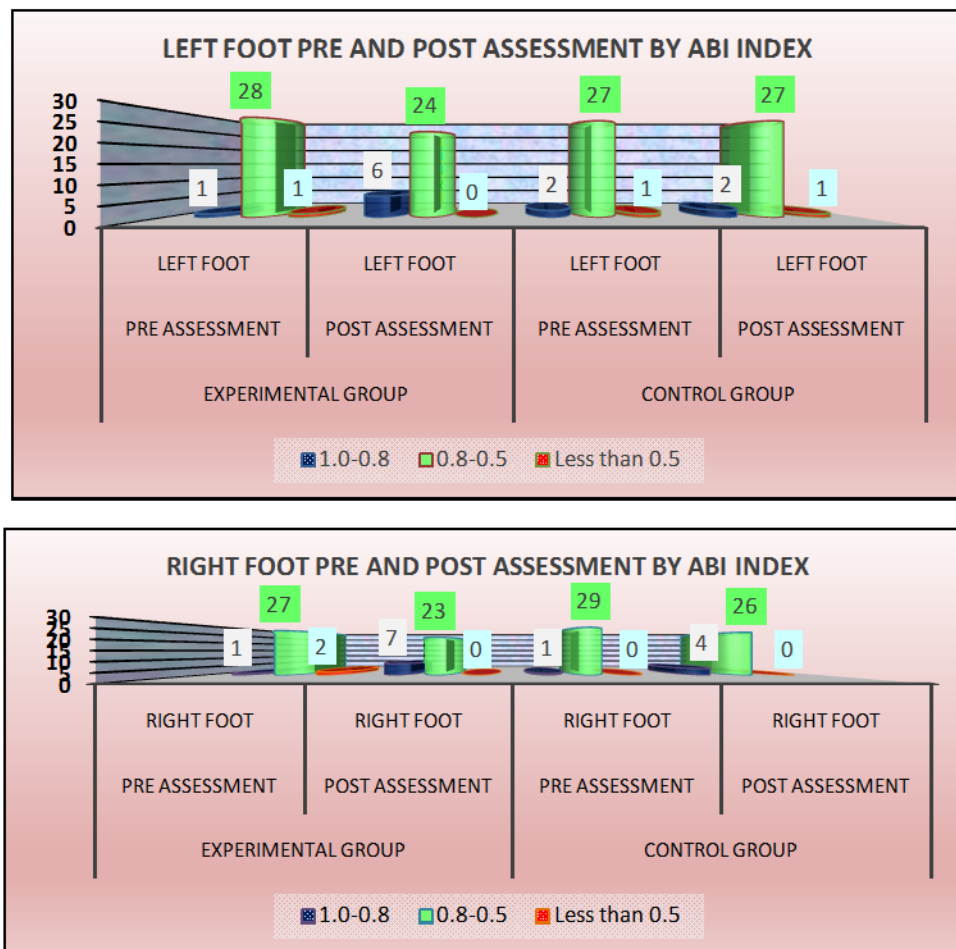 LEFT FOOT PRE AND POST ASSESSMENT BY ABI INDEX
30
25
20
15
10
5
0
1
28
1
6
24
0
2
27
1
2
27
1
LEFT FOOT
LEFT FOOT
LEFT FOOT
LEFT FOOT
PRE ASSESSMENT
POST ASSESSMENT
PRE ASSESSMENT
POST ASSESSMENT
EXPERIMENTAL GROUP
CONTROL GROUP
1.0-0.8
0.8-0.5
Less than 0.5
RIGHT FOOT PRE AND POST ASSESSMENT BY ABI INDEX
30
25
20
15
10
5
0
1
27
2
7
23
0
1
29
0
4
26
0
RIGHT FOOT
RIGHT FOOT
RIGHT FOOT
RIGHT FOOT
PRE ASSESSMENT
POST ASSESSMENT
PRE ASSESSMENT
POST ASSESSMENT
EXPERIMENTAL GROUP
CONTROL GROUP
1.0-0.8
0.8-0.5
Less than 0.5